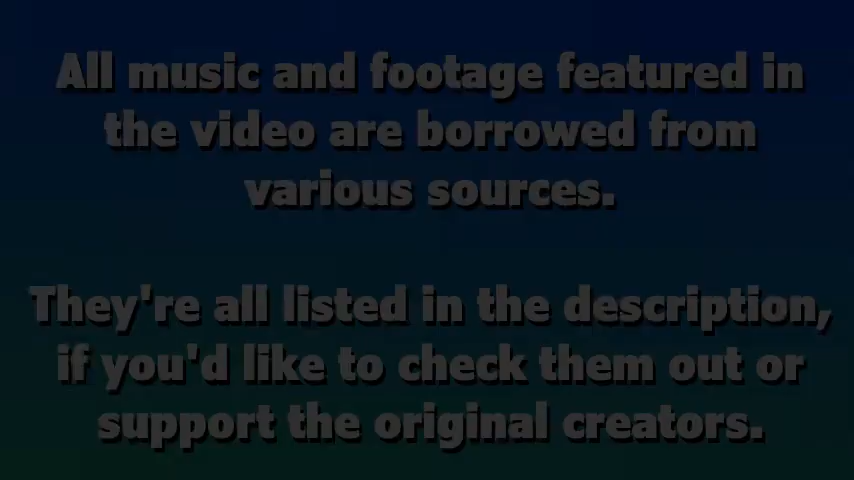 All music and footage featured in
the video are borrowed from
various sources.
They're all listed in the description,
if you'd like to check them out or
support the original creators.